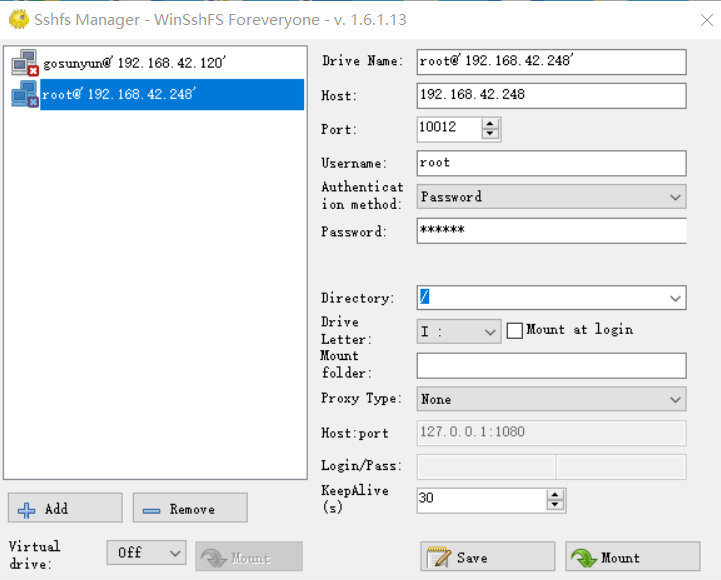 Sshfs Manager - WinSshFS Foreveryone - v. 1.6.1.13
gosunyun@'192.168.42.120'
root@'192.168.42.248'
Drive Name: root@'192.168.42.248'
Host: 192.168.42.248
Port: 10012
Username: root
Authenticat
ion method: Password
Password: ******
Directory: /
Drive
Letter: I : Mount at login
Mount
folder:
Proxy Type: None
Host:port 127.0.0.1:1080
Login/Pass:
KeepAlive
(s) 30
Add Remove
Virtual
drive: Off Mount
Save Mount